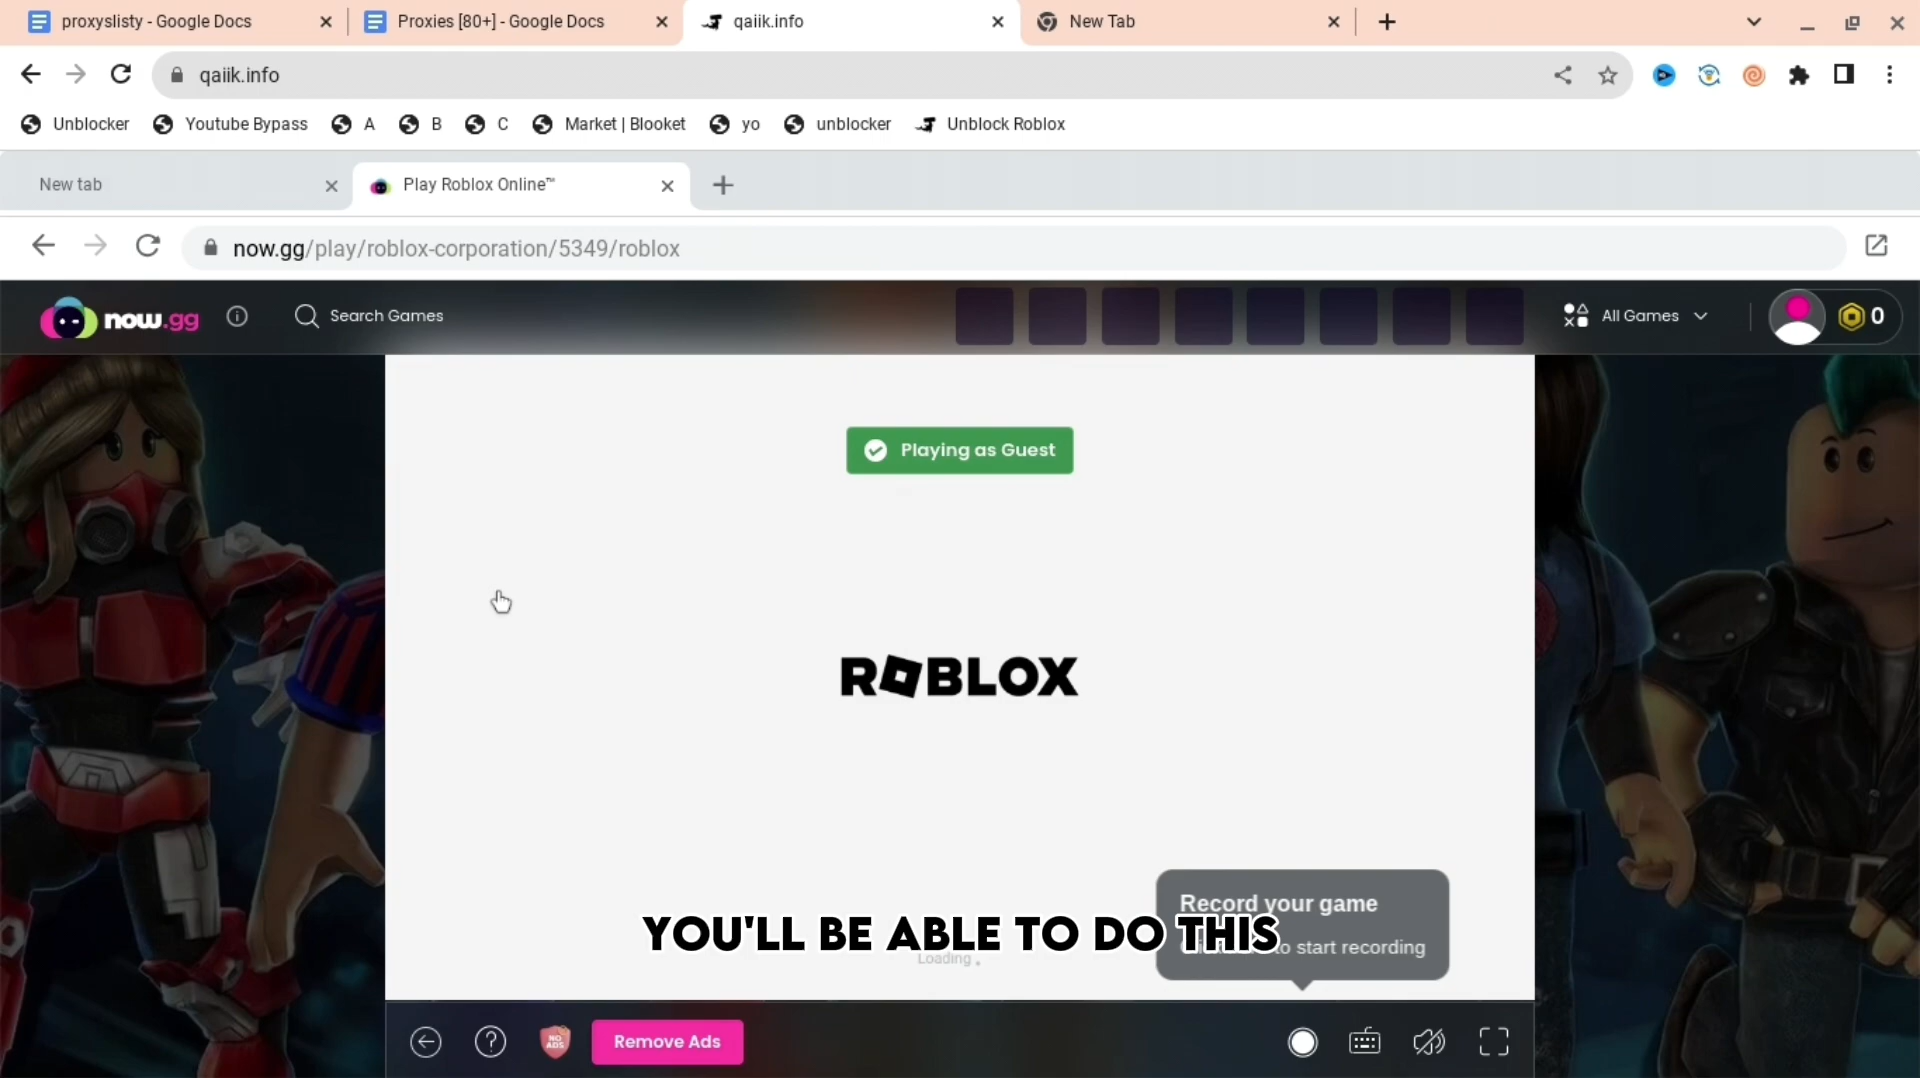 proxyslisty - Google Docs
Proxies [80+] - Google Docs
qaiik.info
New Tab
qaiik.info
Unblocker
Youtube Bypass
A
B
C
Market | Blooket
yo
unblocker
Unblock Roblox
New tab
Play Roblox Online™
now.gg/play/roblox-corporation/5349/roblox
now.gg
Search Games
All Games
0
Playing as Guest
ROBLOX
Record your game
to start recording
YOU'LL BE ABLE TO DO THIS
Loading
NO ADS
Remove Ads